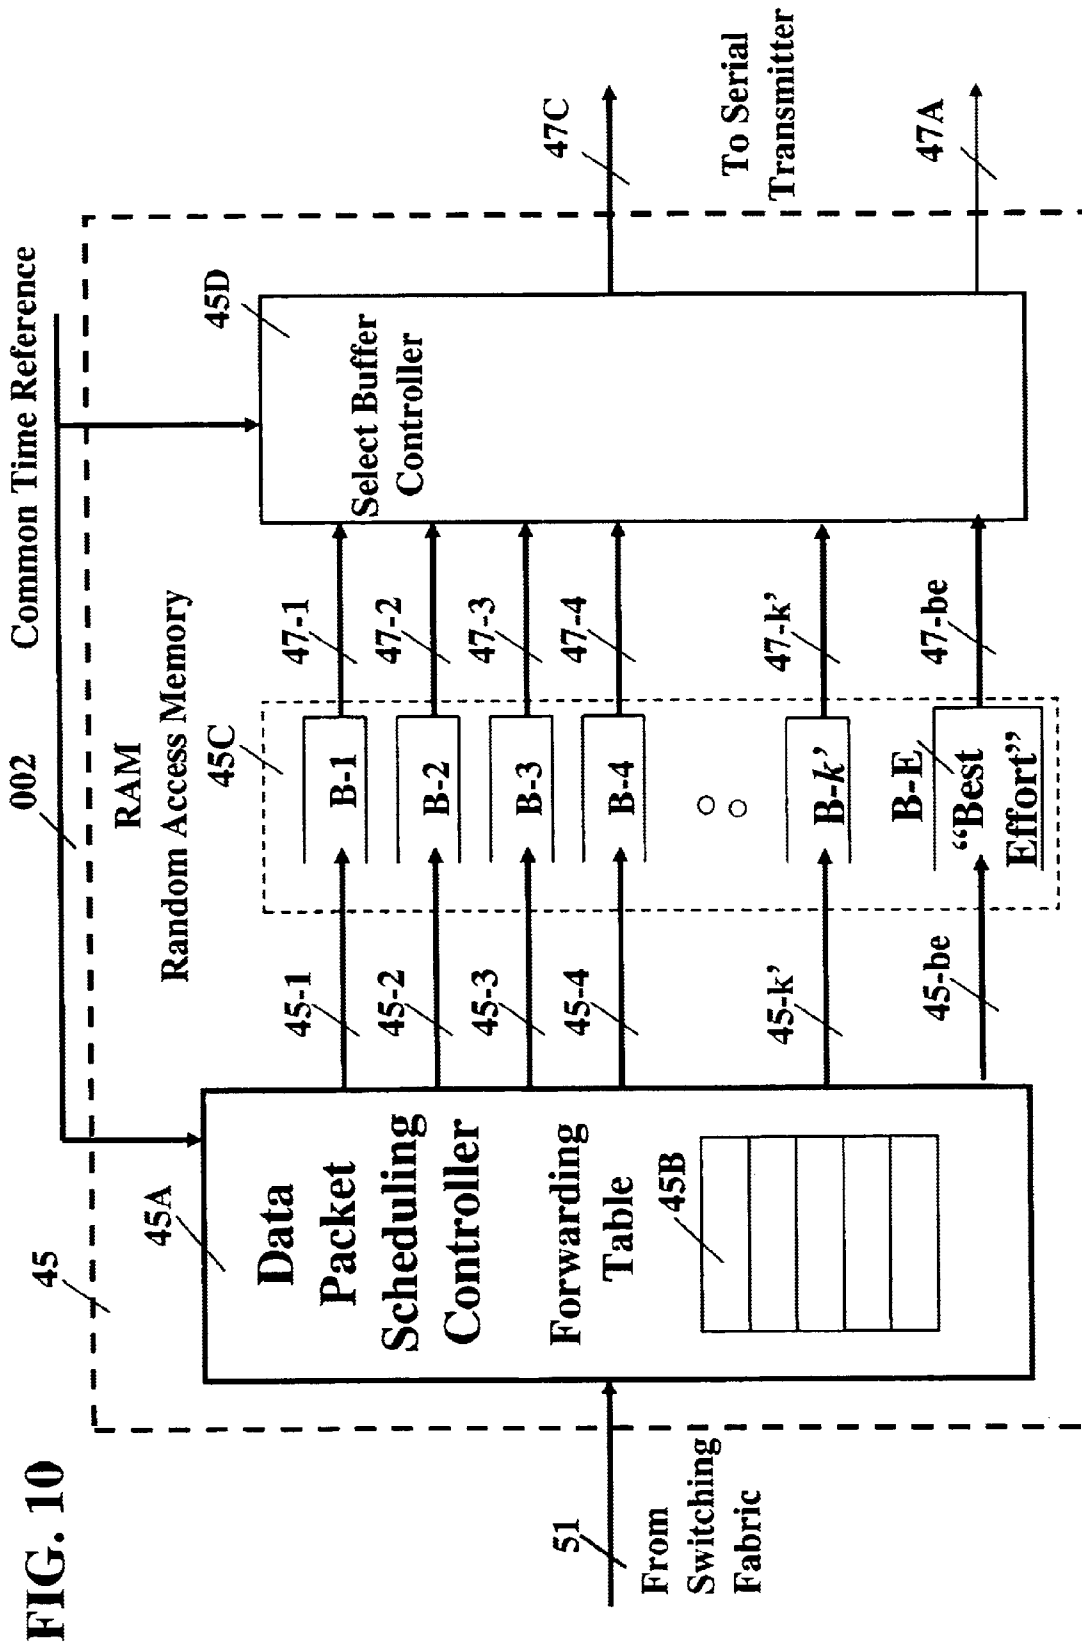 FIG. 10
002
Common Time Reference
45
RAM
Random Access Memory
45A
Data
Packet
Scheduling
Controller
Forwarding
Table
45B
51
From
Switching
Fabric
45-1
45-2
45-3
45-4
45-k'
45-be
45C
B-1
B-2
B-3
B-4
B-k'
B-E
“Best
Effort”
47-1
47-2
47-3
47-4
47-k'
47-be
45D
Select Buffer
Controller
47C
To Serial
Transmitter
47A